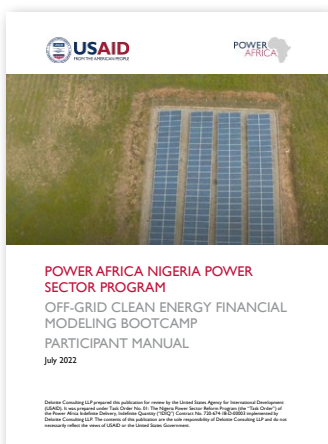 USAID
FROM THE AMERICAN PEOPLE
POWER
AFRICA
POWER AFRICA NIGERIA POWER
SECTOR PROGRAM
OFF-GRID CLEAN ENERGY FINANCIAL
MODELING BOOTCAMP
PARTICIPANT MANUAL
July 2022
Deloitte Consulting LLP prepared this publication for review by the United States Agency for International Development
(USAID). It was prepared under Task Order No. 01: The Nigeria Power Sector Reform Program (the "Task Order") of
the Power Africa Indefinite Delivery, Indefinite Quantity ("IDIQ") Contract No. 720-674-18-D-00003 implemented by
Deloitte Consulting LLP. The contents of this publication are the sole responsibility of Deloitte Consulting LLP and do not
necessarily reflect the views of USAID or the United States Government.